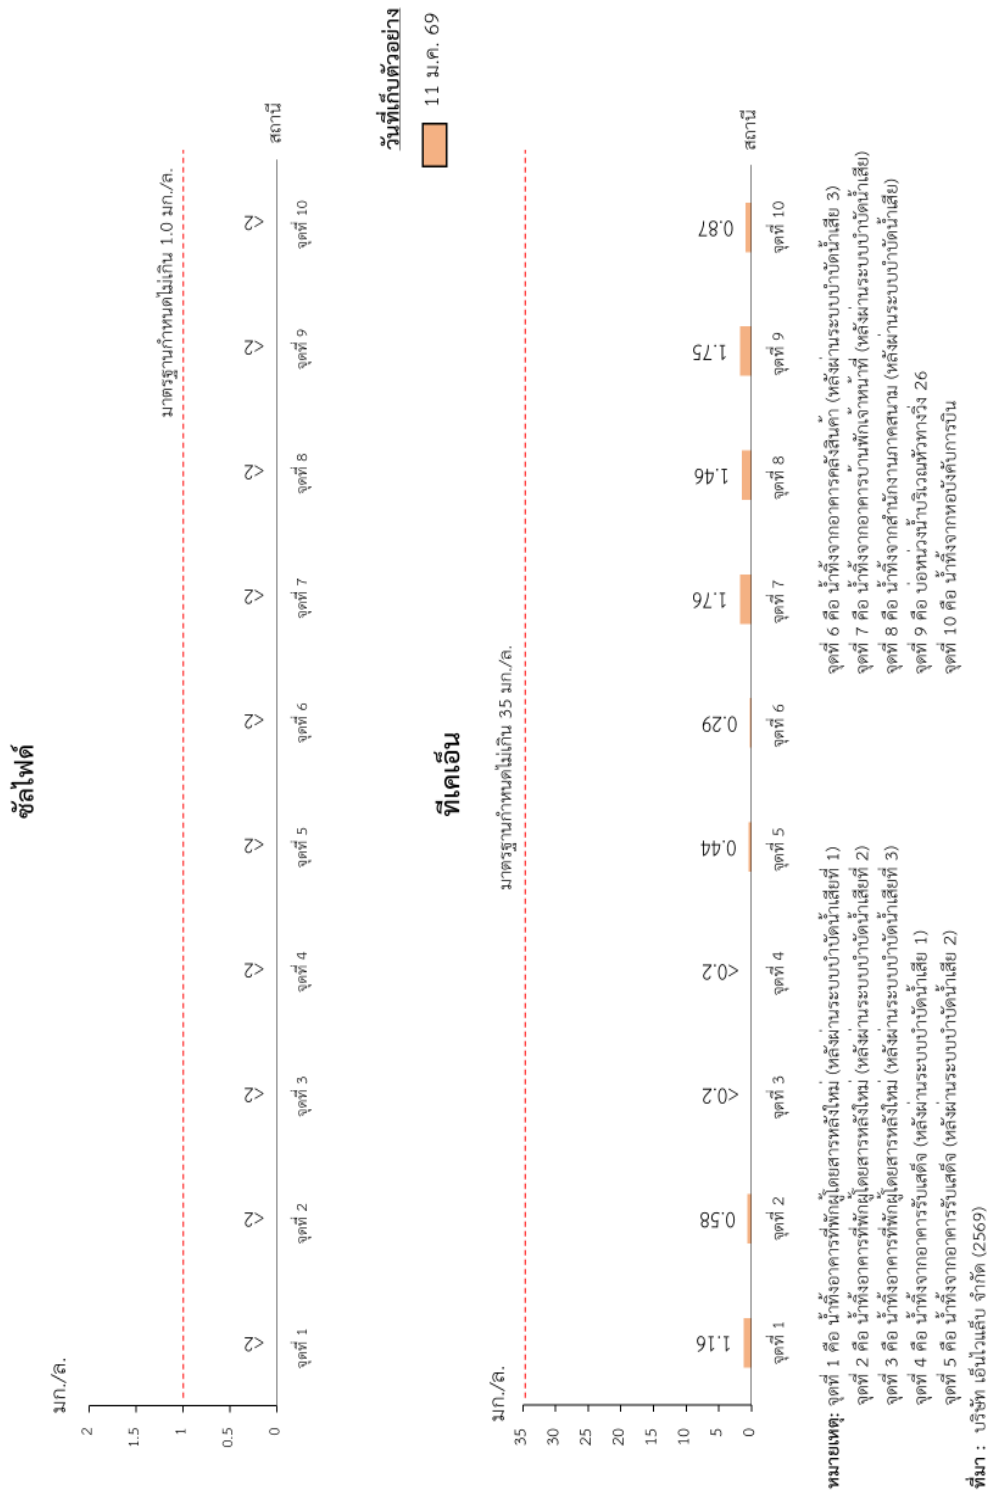 ซัลไฟด์
มก./ล.
มาตรฐานกำหนดไม่เกิน 1.0 มก./ล.
2
1
0.5
0
<2 <2 <2 <2 <2 <2 <2 <2 <2 <2
จุดที่ 1 จุดที่ 2 จุดที่ 3 จุดที่ 4 จุดที่ 5 จุดที่ 6 จุดที่ 7 จุดที่ 8 จุดที่ 9 จุดที่ 10
สถานี
วันที่เก็บตัวอย่าง
11 ม.ค. 69
ทีเคเอ็น
มก./ล.
มาตรฐานกำหนดไม่เกิน 35 มก./ล.
35
30
25
20
15
10
5
0
1.16 0.58 <0.2 <0.2 0.44 0.29 1.76 1.46 1.75 0.87
จุดที่ 1 จุดที่ 2 จุดที่ 3 จุดที่ 4 จุดที่ 5 จุดที่ 6 จุดที่ 7 จุดที่ 8 จุดที่ 9 จุดที่ 10
สถานี
หมายเหตุ: จุดที่ 1 คือ น้ำทิ้งอาคารที่พักผู้โดยสารหลังใหม่ (หลังผ่านระบบบำบัดน้ำเสียที่ 1)
จุดที่ 2 คือ น้ำทิ้งอาคารที่พักผู้โดยสารหลังใหม่ (หลังผ่านระบบบำบัดน้ำเสียที่ 2)
จุดที่ 3 คือ น้ำทิ้งอาคารที่พักผู้โดยสารหลังใหม่ (หลังผ่านระบบบำบัดน้ำเสียที่ 3)
จุดที่ 4 คือ น้ำทิ้งจากอาคารรับเสด็จ (หลังผ่านระบบบำบัดน้ำเสีย 1)
จุดที่ 5 คือ น้ำทิ้งจากอาคารรับเสด็จ (หลังผ่านระบบบำบัดน้ำเสีย 2)
จุดที่ 6 คือ น้ำทิ้งจากอาคารคลังสินค้า (หลังผ่านระบบบำบัดน้ำเสีย 3)
จุดที่ 7 คือ น้ำทิ้งจากอาคารบ้านพักเจ้าหน้าที่ (หลังผ่านระบบบำบัดน้ำเสีย)
จุดที่ 8 คือ น้ำทิ้งจากสำนักงานภาคสนาม (หลังผ่านระบบบำบัดน้ำเสีย)
จุดที่ 9 คือ บ่อหน่วงน้ำบริเวณหัวทางวิ่ง 26
จุดที่ 10 คือ น้ำทิ้งจากหอบังคับการบิน
ที่มา : บริษัท เอ็นไวแล็บ จำกัด (2569)